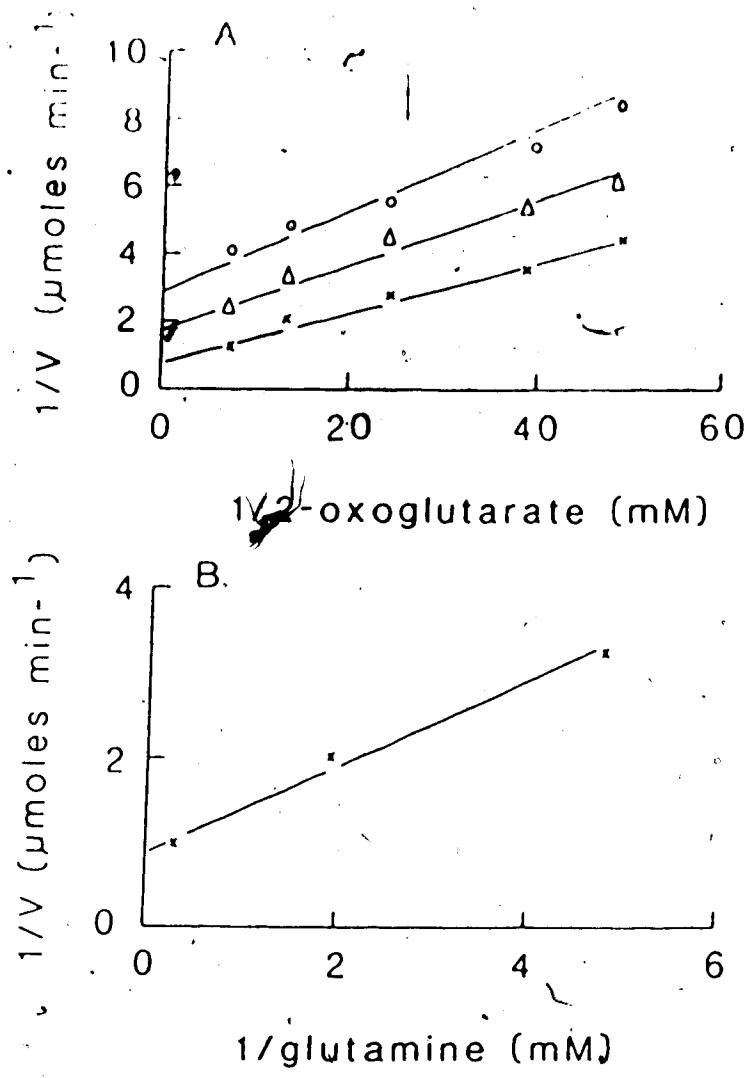 A
1/V (μmoles min-1)
10
8
6
4
2
0
0 20 40 60
1/2-oxoglutarate (mM)
B.
1/V (μmoles min-1)
4
2
0
0 2 4 6
1/glutamine (mM)